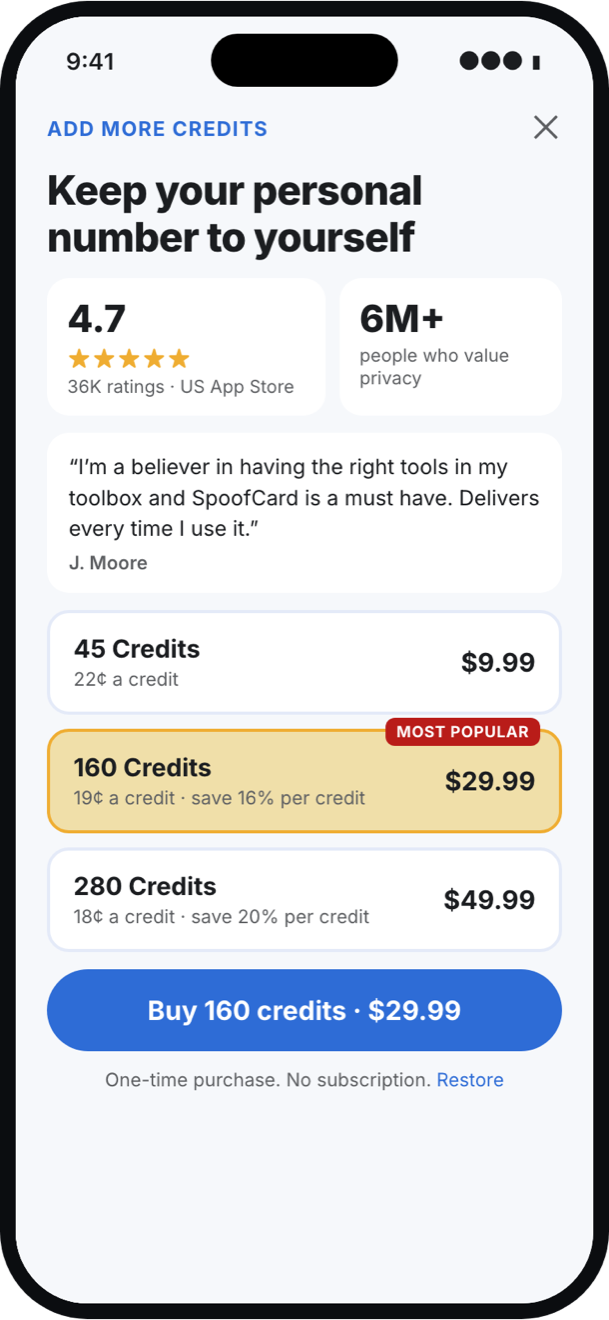 9:41
ADD MORE CREDITS
Keep your personal
number to yourself
4.7
36K ratings · US App Store
6M+
people who value
privacy
“I’m a believer in having the right tools in my
toolbox and SpoofCard is a must have. Delivers
every time I use it.”
J. Moore
45 Credits
22¢ a credit
$9.99
MOST POPULAR
160 Credits
19¢ a credit · save 16% per credit
$29.99
280 Credits
18¢ a credit · save 20% per credit
$49.99
Buy 160 credits · $29.99
One-time purchase. No subscription. Restore